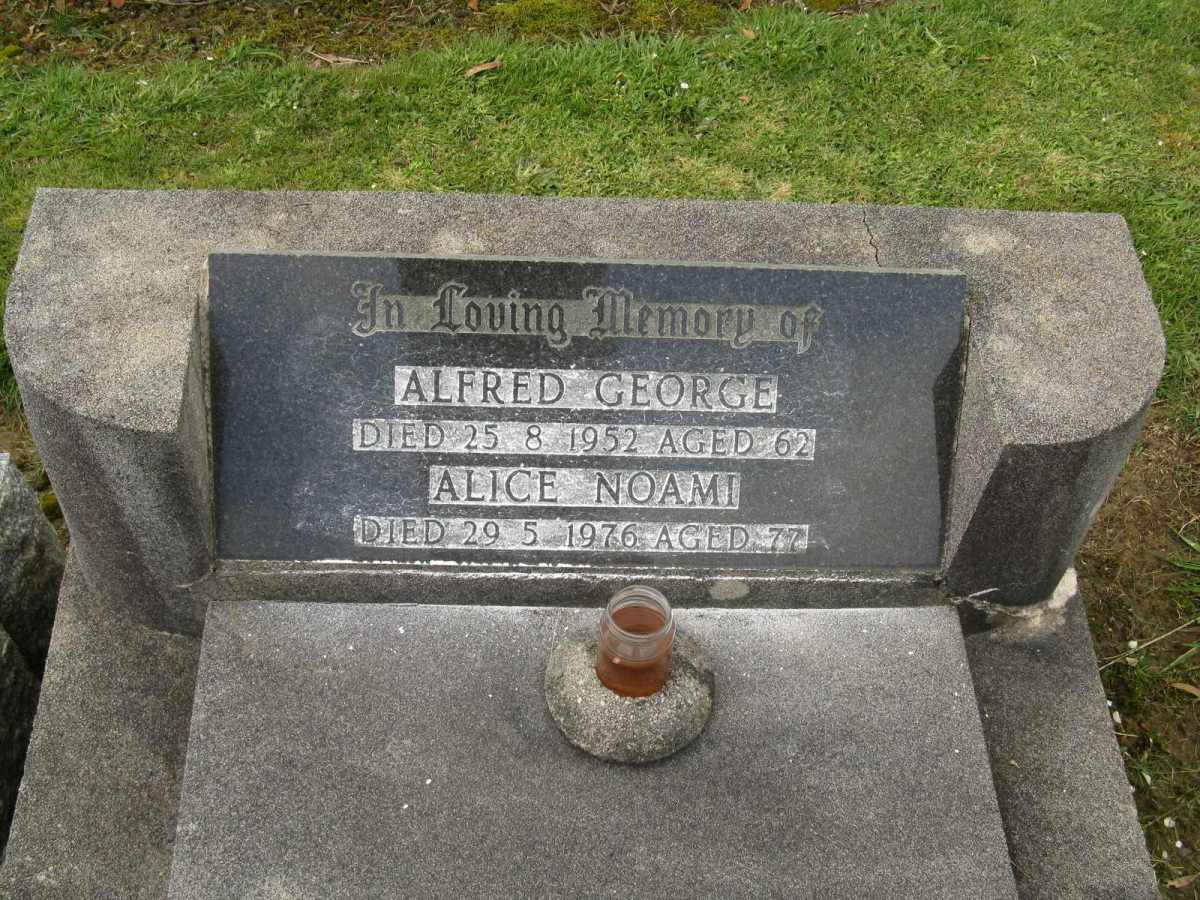 In Loving Memory of
ALFRED GEORGE
DIED 25 8 1952 AGED 62
ALICE NOAMI
DIED 29 5 1976 AGED 77